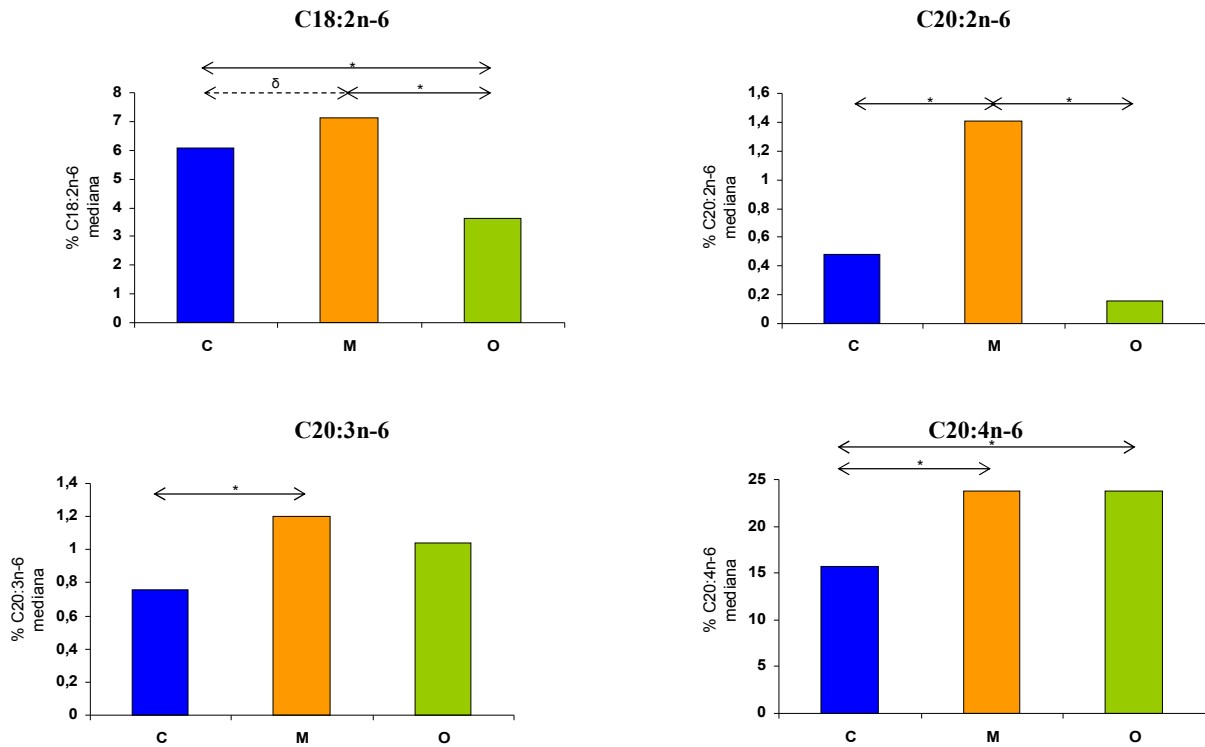 C18:2n-6
*
δ
*
8
7
6
5
4
3
2
1
0
% C18:2n-6
mediana
C M O
C20:2n-6
*
*
1,6
1,4
1,2
1
0,8
0,6
0,4
0,2
0
% C20:2n-6
mediana
C M O
C20:3n-6
*
1,4
1,2
1
0,8
0,6
0,4
0,2
0
% C20:3n-6
mediana
C M O
C20:4n-6
*
*
25
20
15
10
5
0
% C20:4n-6
mediana
C M O